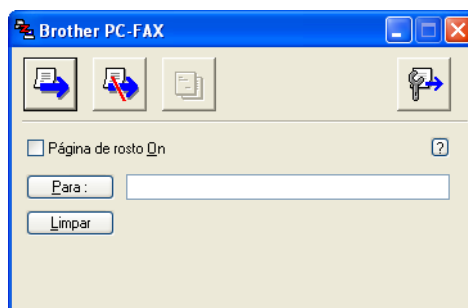 Brother PC-FAX
Página de rosto On
?
Para :
Limpar